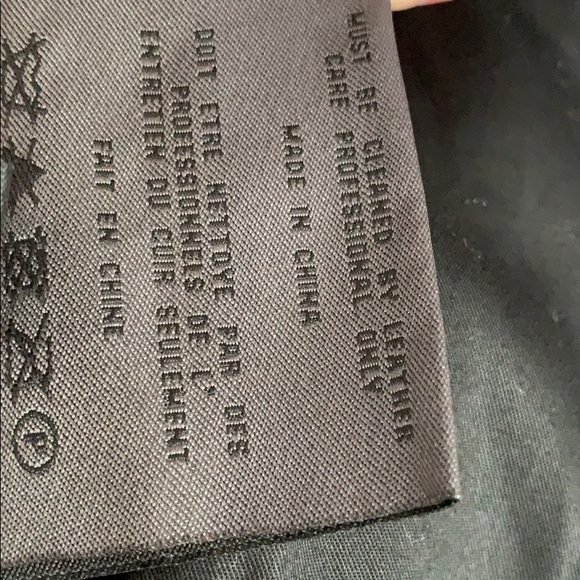 MUST BE CLEANED BY LEATHER
CARE PROFESSIONAL ONLY
MADE IN CHINA
DOIT ETRE NETTOYE PAR DES
PROFESSIONNELS DE L'
ENTRETIEN DU CUIR SEULEMENT
FAIT EN CHINE
P